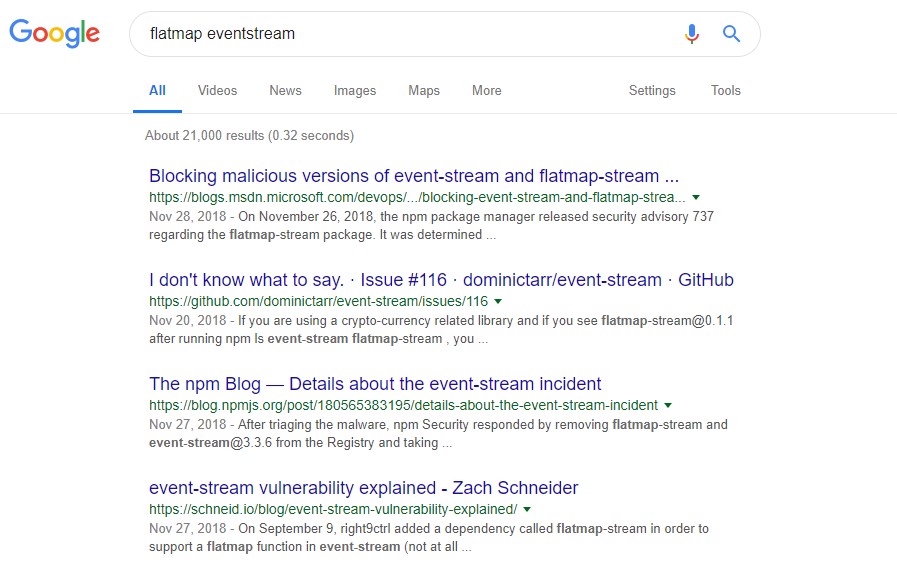 Google
flatmap eventstream
All Videos News Images Maps More Settings Tools
About 21,000 results (0.32 seconds)
Blocking malicious versions of event-stream and flatmap-stream ...
https://blogs.msdn.microsoft.com/devops/.../blocking-event-stream-and-flatmap-strea...
Nov 28, 2018 - On November 26, 2018, the npm package manager released security advisory 737
regarding the flatmap-stream package. It was determined ...
I don't know what to say. · Issue #116 · dominictarr/event-stream · GitHub
https://github.com/dominictarr/event-stream/issues/116
Nov 20, 2018 - If you are using a crypto-currency related library and if you see flatmap-stream@0.1.1
after running npm ls event-stream flatmap-stream , you ...
The npm Blog — Details about the event-stream incident
https://blog.npmjs.org/post/180565383195/details-about-the-event-stream-incident
Nov 27, 2018 - After triaging the malware, npm Security responded by removing flatmap-stream and
event-stream@3.3.6 from the Registry and taking ...
event-stream vulnerability explained - Zach Schneider
https://schneid.io/blog/event-stream-vulnerability-explained/
Nov 27, 2018 - On September 9, right9ctrl added a dependency called flatmap-stream in order to
support a flatmap function in event-stream (not at all ...